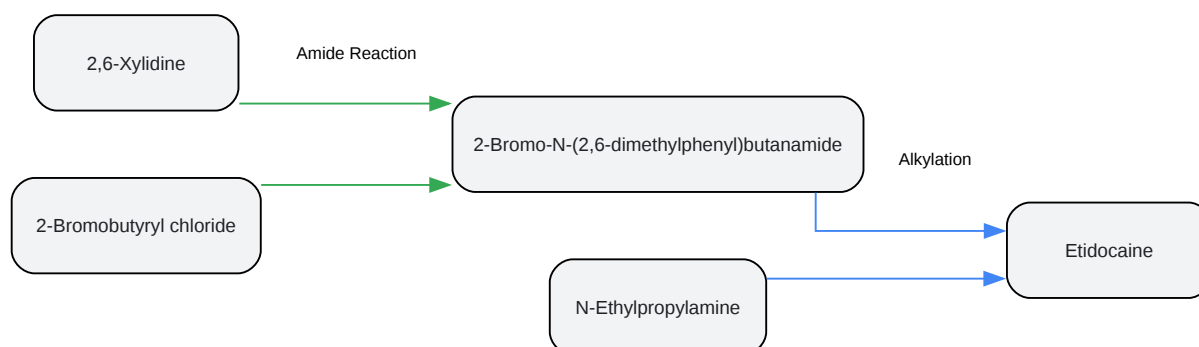 2,6-Xylidine
Amide Reaction
2-Bromo-N-(2,6-dimethylphenyl)butanamide
Alkylation
2-Bromobutyryl chloride
Etidocaine
N-Ethylpropylamine